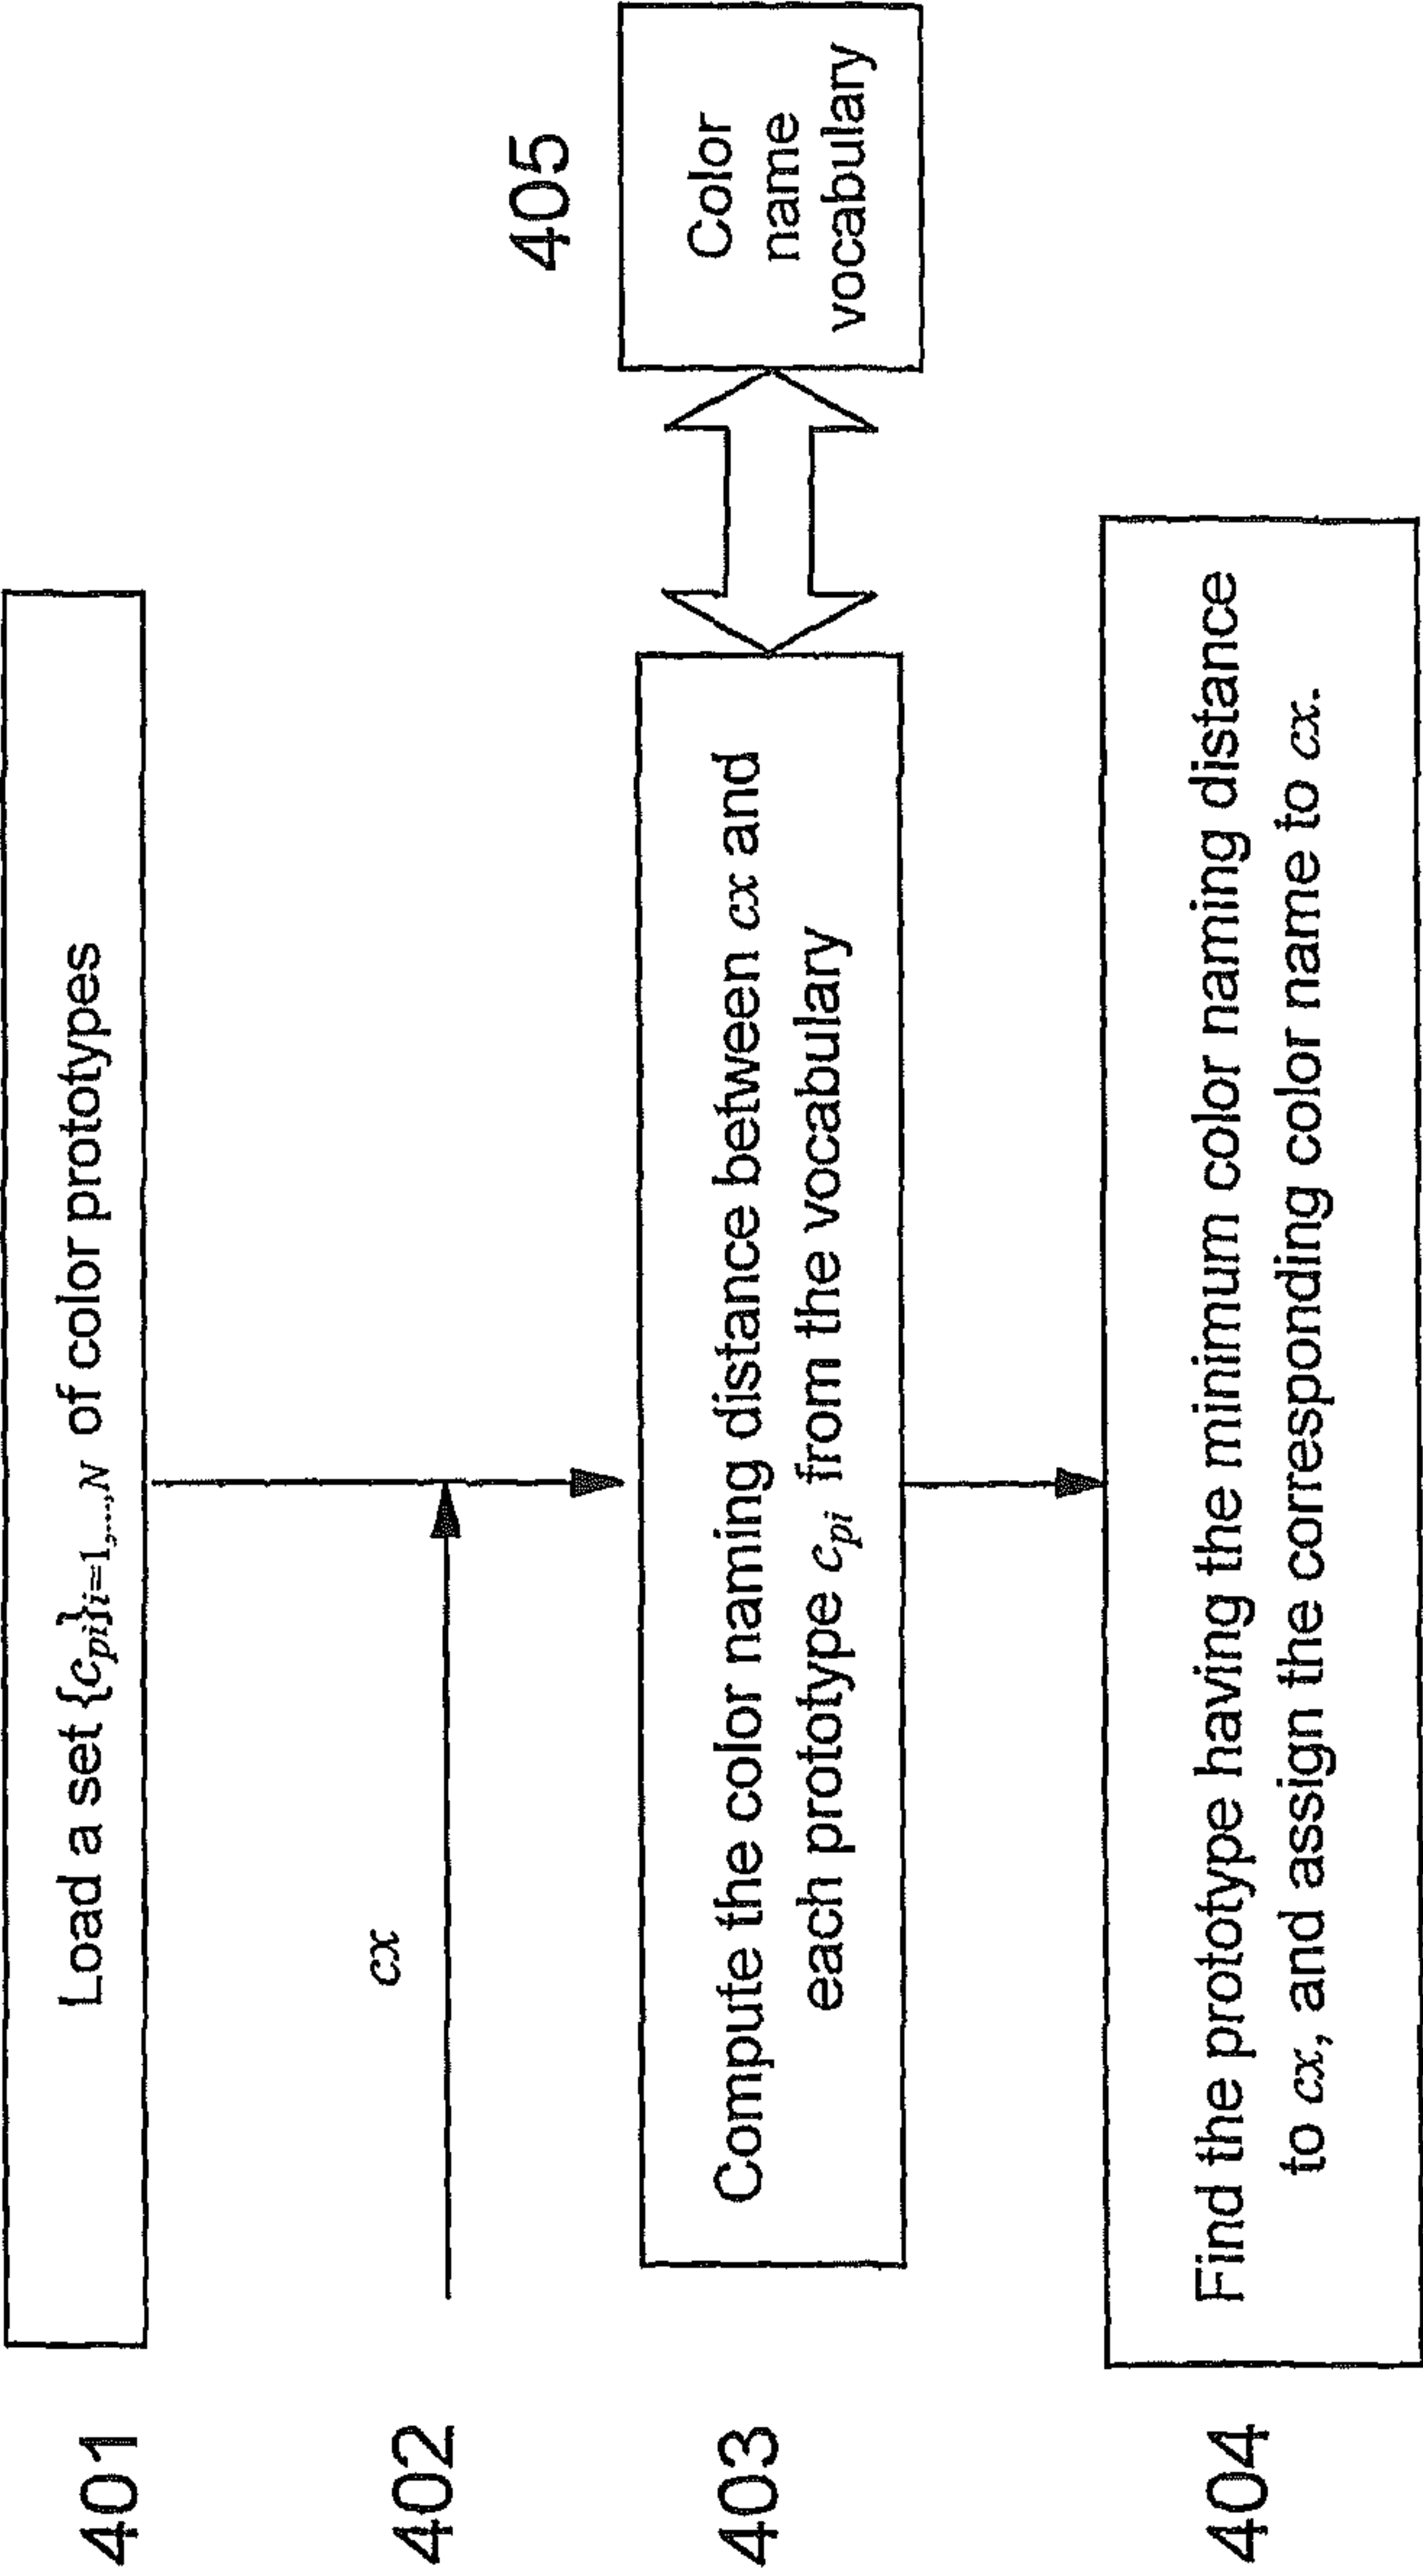 401
Load a set {c_pi}_i=1,...,N of color prototypes
402
cx
405
403
Compute the color naming distance between cx and
each prototype c_pi from the vocabulary
Color
name
vocabulary
404
Find the prototype having the minimum color naming distance
to cx, and assign the corresponding color name to cx.